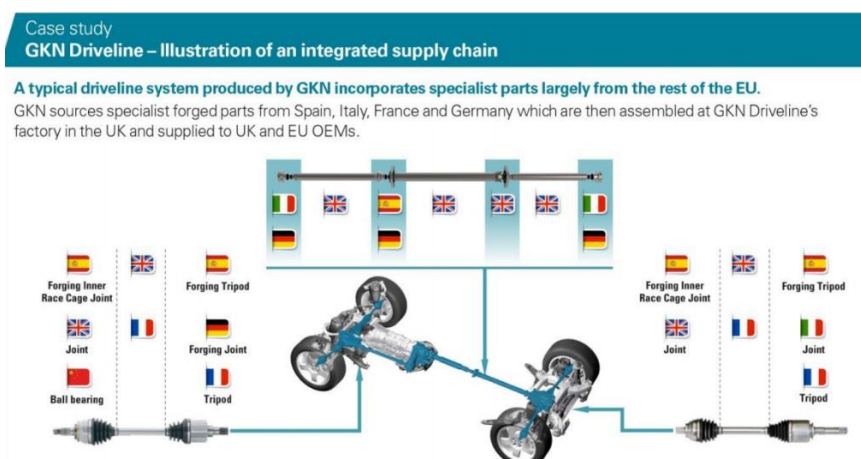 Case study
GKN Driveline – Illustration of an integrated supply chain
A typical driveline system produced by GKN incorporates specialist parts largely from the rest of the EU.
GKN sources specialist forged parts from Spain, Italy, France and Germany which are then assembled at GKN Driveline's
factory in the UK and supplied to UK and EU OEMs.
Forging Inner
Race Cage Joint
Forging Tripod
Joint
Forging Joint
Ball bearing
Tripod
Forging Inner
Race Cage Joint
Forging Tripod
Joint
Joint
Tripod